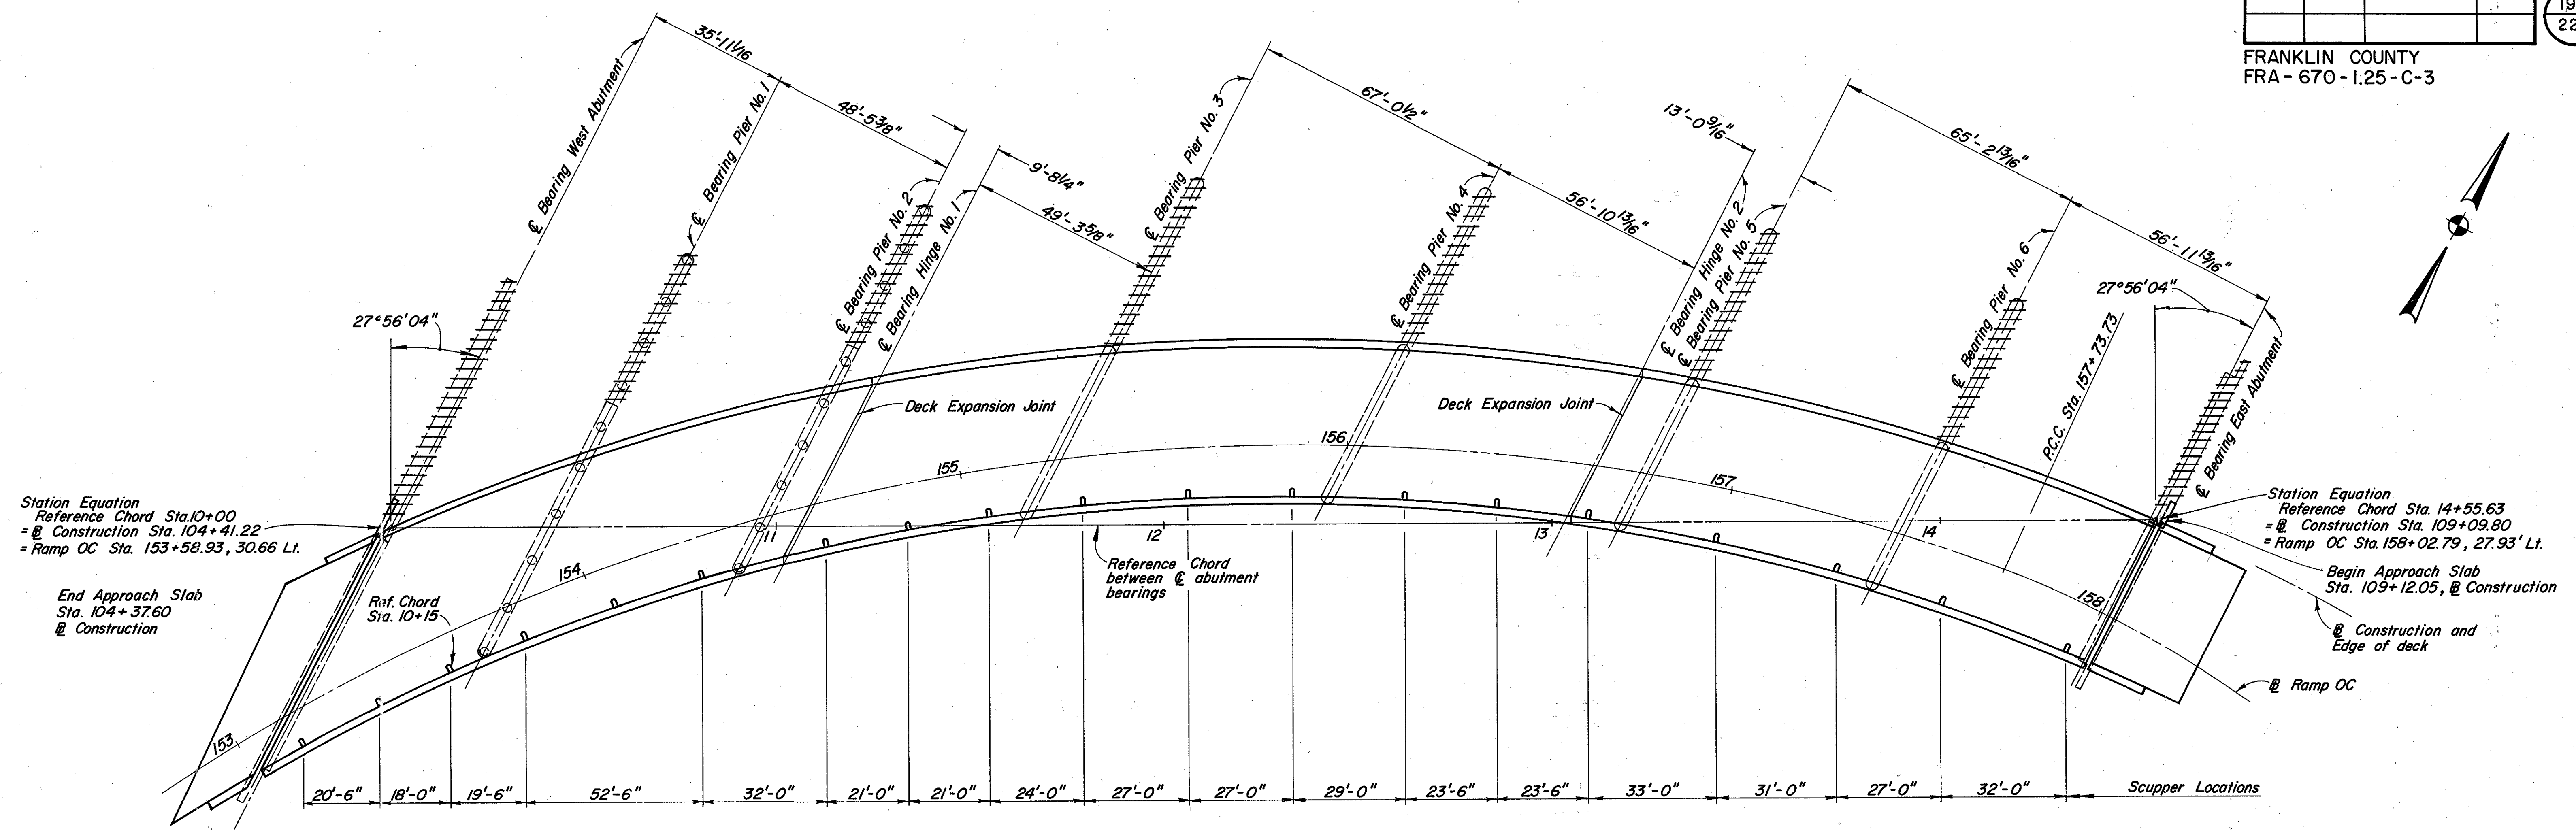 19
22
FRANKLIN COUNTY
FRA-670-1.25-C-3
35'-11 1/16
48'-5 3/8"
9'-8 1/4"
49'-3 5/8"
67'-0 1/2"
56'-10 13/16"
13'-0 9/16"
65'-2 13/16"
56'-11 13/16"
℄ Bearing West Abutment
℄ Bearing Pier No. 1
℄ Bearing Pier No. 2
℄ Bearing Hinge No. 1
℄ Bearing Pier No. 3
℄ Bearing Pier No. 4
℄ Bearing Hinge No. 2
℄ Bearing Pier No. 5
℄ Bearing Pier No. 6
P.C.C. Sta. 157+73.73
℄ Bearing East Abutment
27°56'04"
27°56'04"
Deck Expansion Joint
Deck Expansion Joint
153
154
155
156
157
158
11
12
13
14
Station Equation
Reference Chord Sta.10+00
= ⅊ Construction Sta. 104+41.22
= Ramp OC Sta. 153+58.93, 30.66 Lt.
End Approach Slab
Sta. 104+37.60
⅊ Construction
Ref. Chord
Sta. 10+15
Reference Chord
between ℄ abutment
bearings
Station Equation
Reference Chord Sta. 14+55.63
= ⅊ Construction Sta. 109+09.80
= Ramp OC Sta. 158+02.79, 27.93' Lt.
Begin Approach Slab
Sta. 109+12.05, ⅊ Construction
⅊ Construction and
Edge of deck
⅊ Ramp OC
20'-6" 18'-0" 19'-6" 52'-6" 32'-0" 21'-0" 21'-0" 24'-0" 27'-0" 27'-0" 29'-0" 23'-6" 23'-6" 33'-0" 31'-0" 27'-0" 32'-0" Scupper Locations